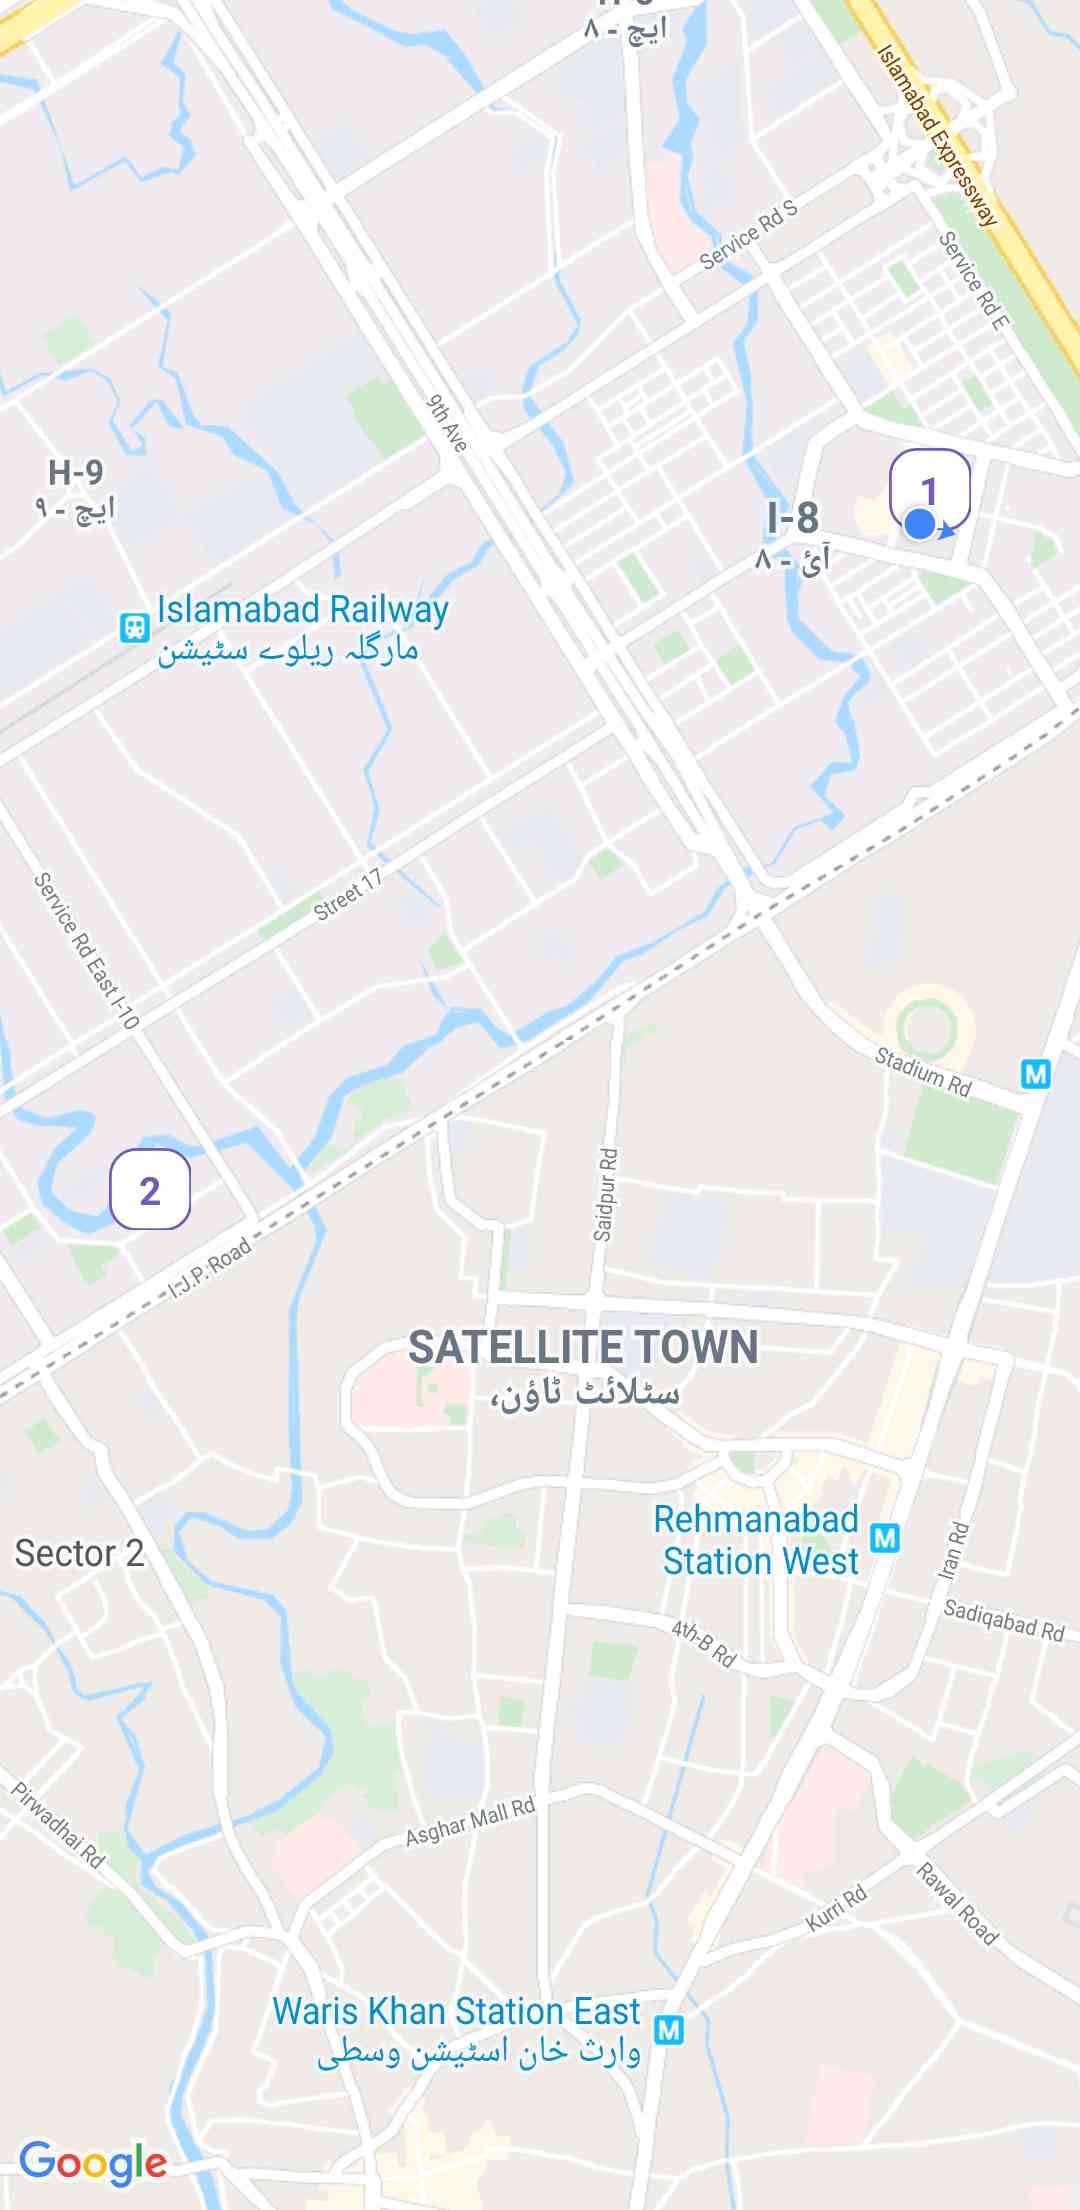 ایچ - ۸
Islamabad Expressway
Service Rd S
Service Rd E
9th Ave
H-9
ایچ - ۹
1
I-8
آئ - ۸
Islamabad Railway
مارگلہ ریلوے سٹیشن
Street 17
Service Rd East I-10
Stadium Rd
M
Saidpur Rd
2
I.J.P. Road
SATELLITE TOWN
سٹلائٹ ٹاؤن،
Rehmanabad
Station West
M
Sector 2
Iran Rd
Sadiqabad Rd
4th-B Rd
Pirwadhai Rd
Asghar Mall Rd
Kurri Rd
Rawal Road
Waris Khan Station East
وارث خان اسٹیشن وسطی
M
Google